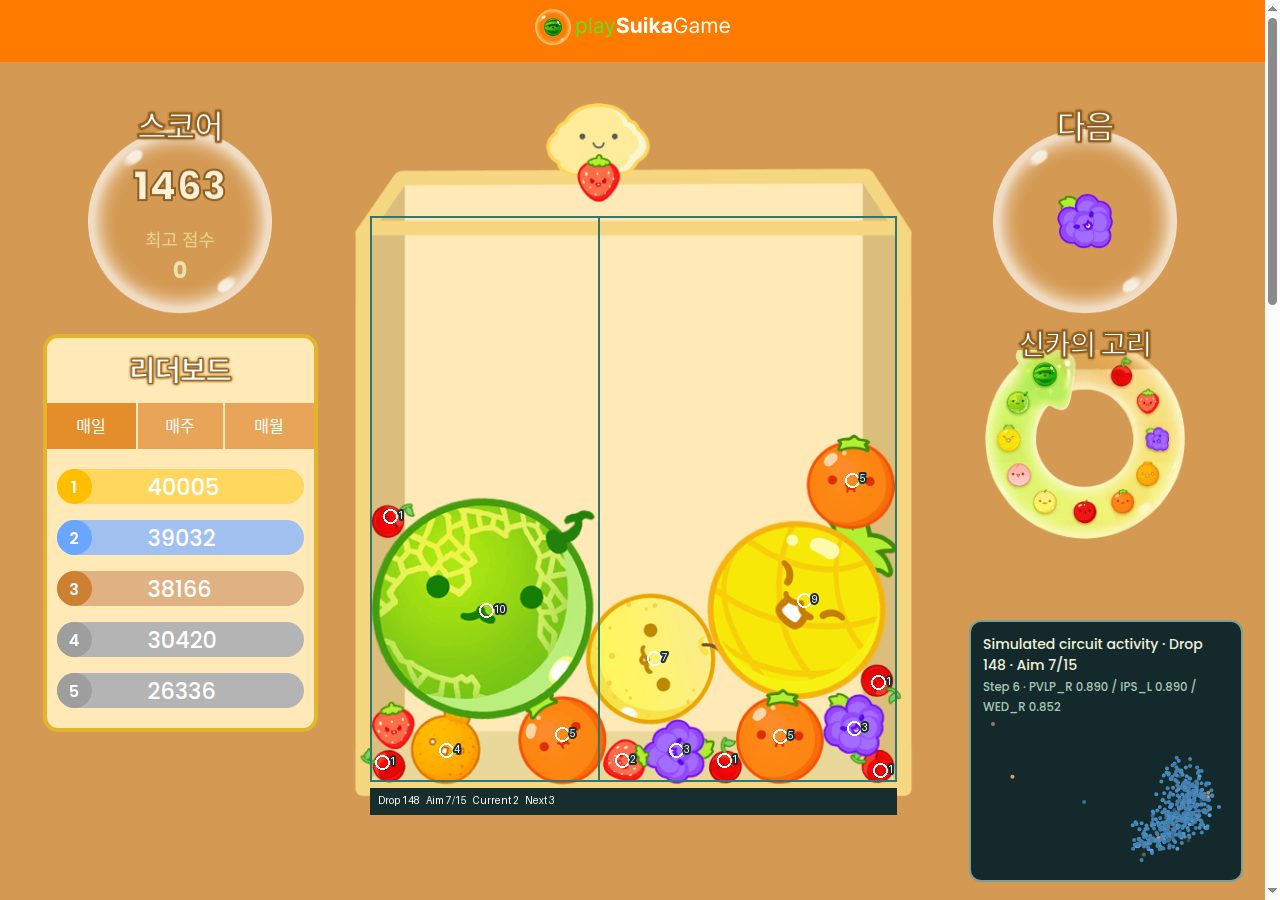 playSuikaGame
스코어
1463
최고 점수
0
다음
리더보드
매일 매주 매월
1 40005
2 39032
3 38166
4 30420
5 26336
신카의 고리
Simulated circuit activity · Drop
148 · Aim 7/15
Step 6 · PVLP_R 0.890 / IPS_L 0.890 /
WED_R 0.852
5
1
10
9
7
1
5
3
4
5
3
2
1
1
1
Drop 148 Aim 7/15 Current 2 Next 3